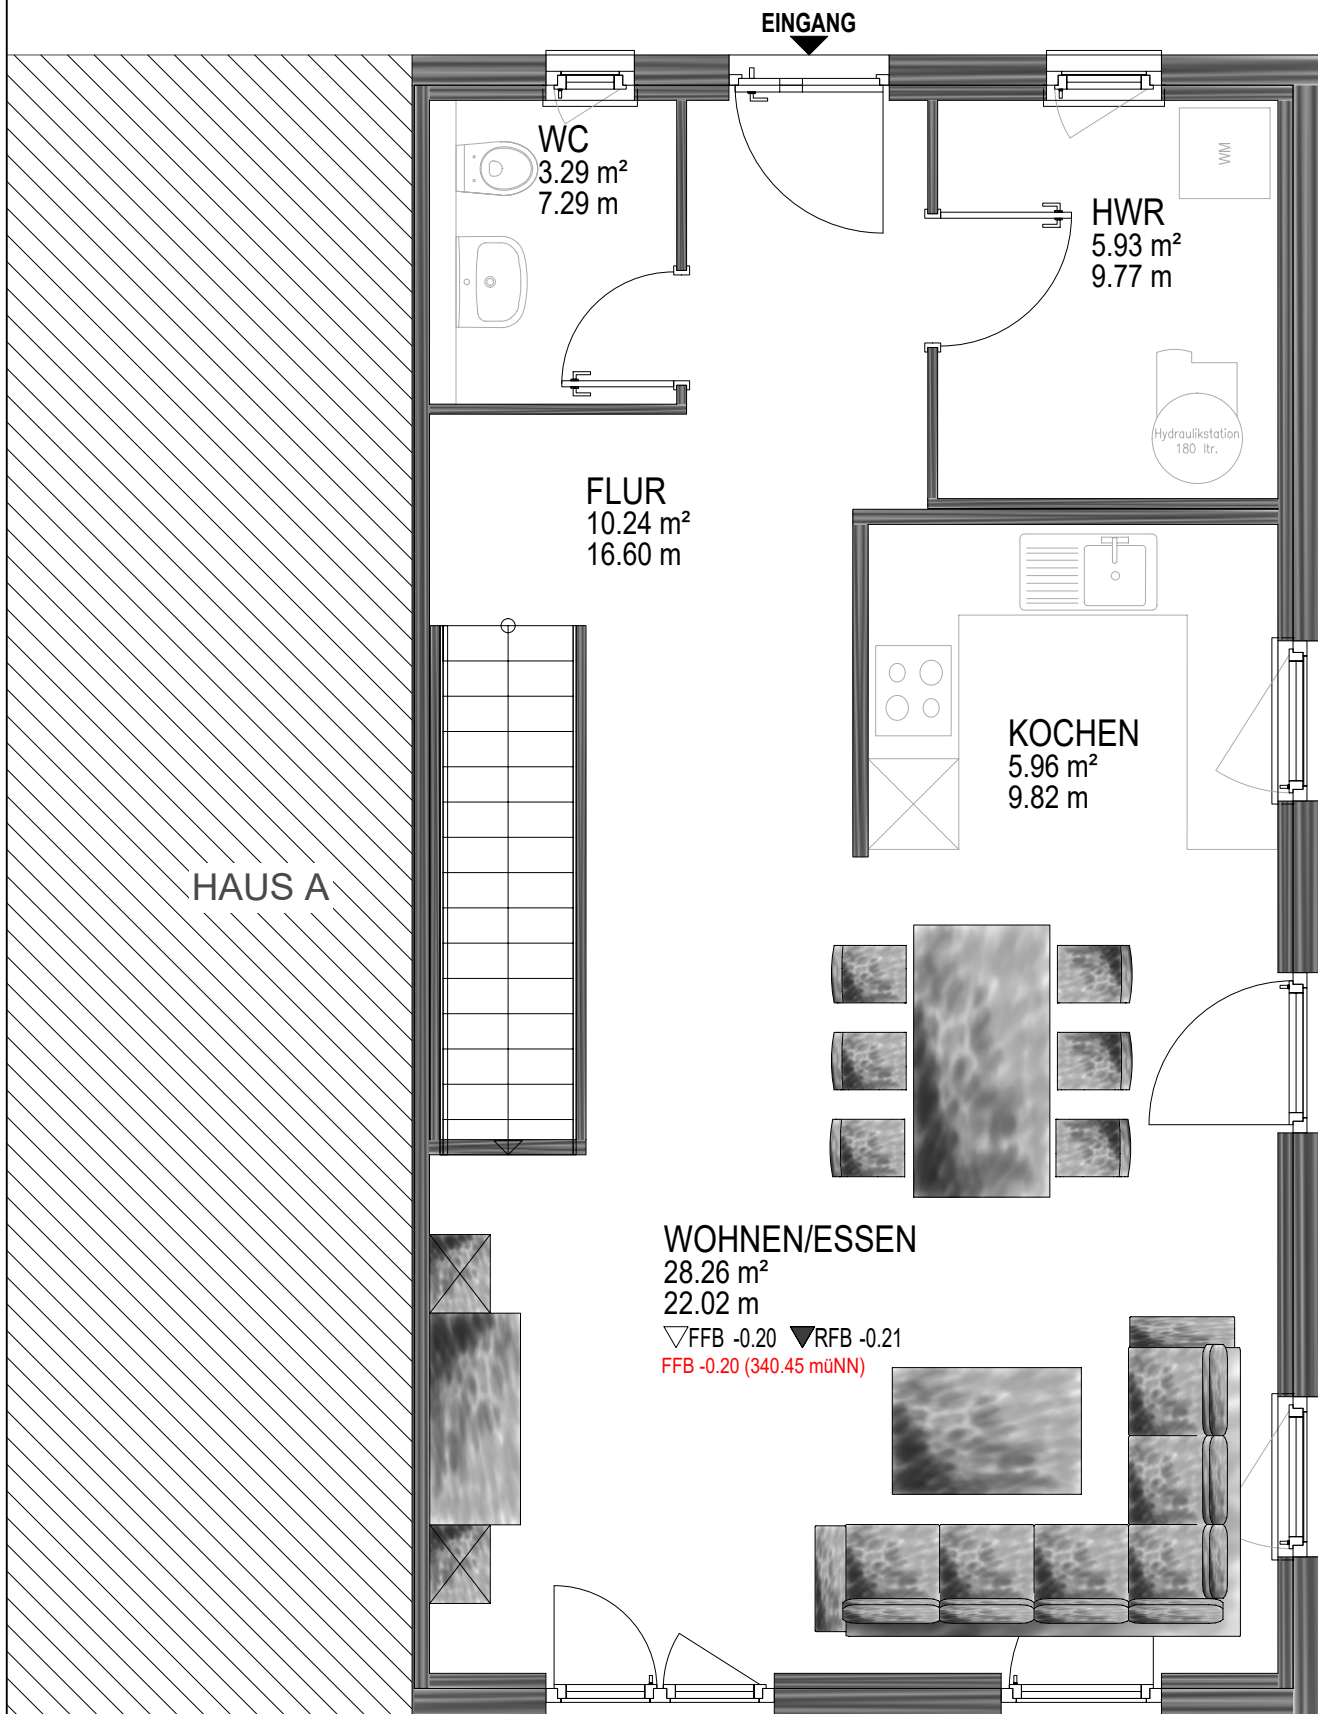 EINGANG
WC
3.29 m²
7.29 m
WM
HWR
5.93 m²
9.77 m
Hydraulikstation
180 ltr.
FLUR
10.24 m²
16.60 m
KOCHEN
5.96 m²
9.82 m
HAUS A
WOHNEN/ESSEN
28.26 m²
22.02 m
FFB -0.20 RFB -0.21
FFB -0.20 (340.45 müNN)